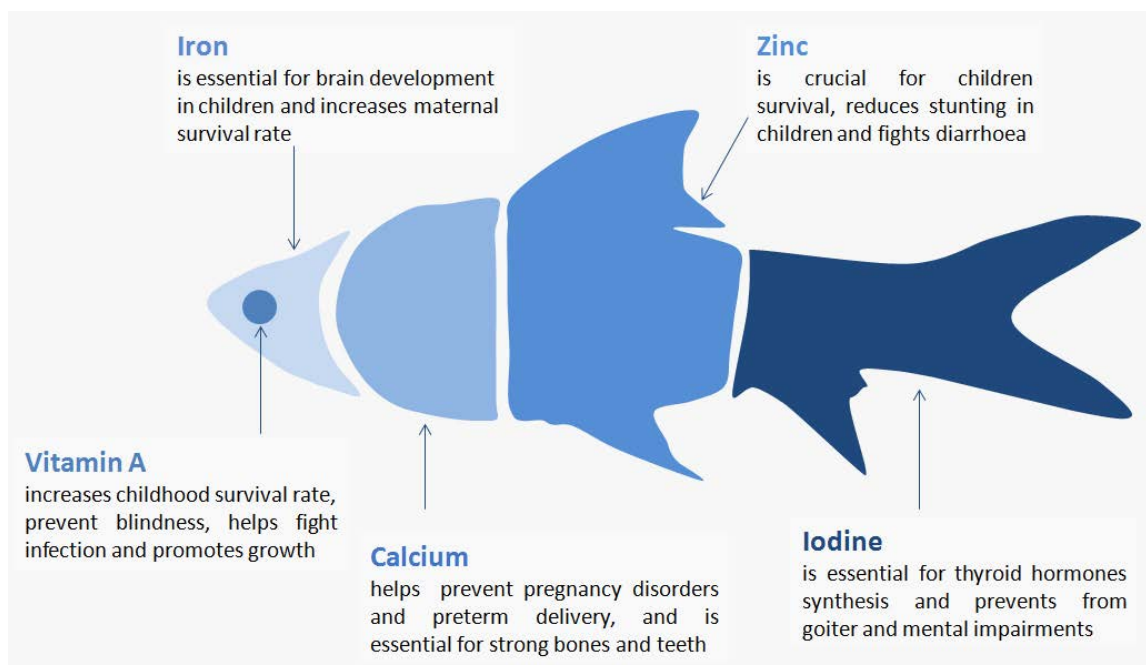 Iron
is essential for brain development
in children and increases maternal
survival rate
Zinc
is crucial for children
survival, reduces stunting in
children and fights diarrhoea
Vitamin A
increases childhood survival rate,
prevent blindness, helps fight
infection and promotes growth
Calcium
helps prevent pregnancy disorders
and preterm delivery, and is
essential for strong bones and teeth
Iodine
is essential for thyroid hormones
synthesis and prevents from
goiter and mental impairments